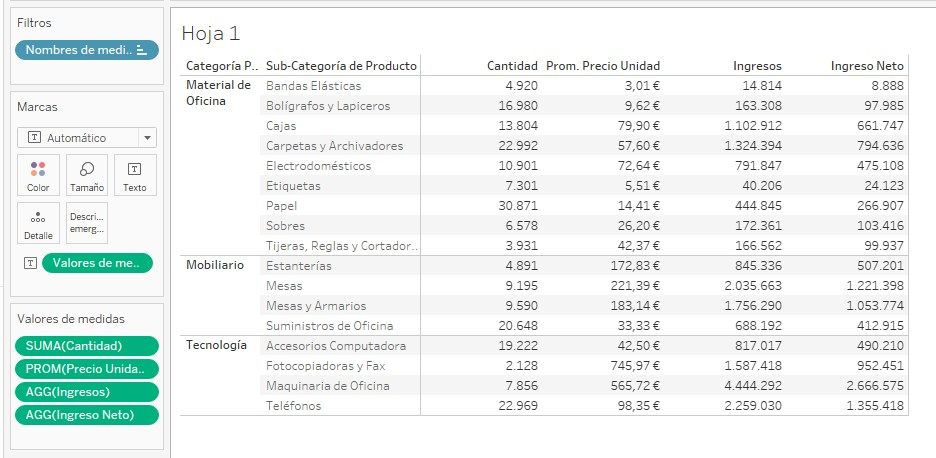 Filtros
Nombres de medi..
Marcas
Automático
Color Tamaño Texto
Detalle Descri... emerg...
Valores de me..
Valores de medidas
SUMA(Cantidad)
PROM(Precio Unida..
AGG(Ingresos)
AGG(Ingreso Neto)
Hoja 1
Categoría P.. Sub-Categoría de Producto Cantidad Prom. Precio Unidad Ingresos Ingreso Neto
Material de Oficina Bandas Elásticas 4.920 3,01 € 14.814 8.888
Bolígrafos y Lapiceros 16.980 9,62 € 163.308 97.985
Cajas 13.804 79,90 € 1.102.912 661.747
Carpetas y Archivadores 22.992 57,60 € 1.324.394 794.636
Electrodomésticos 10.901 72,64 € 791.847 475.108
Etiquetas 7.301 5,51 € 40.206 24.123
Papel 30.871 14,41 € 444.845 266.907
Sobres 6.578 26,20 € 172.361 103.416
Tijeras, Reglas y Cortador.. 3.931 42,37 € 166.562 99.937
Mobiliario Estanterías 4.891 172,83 € 845.336 507.201
Mesas 9.195 221,39 € 2.035.663 1.221.398
Mesas y Armarios 9.590 183,14 € 1.756.290 1.053.774
Suministros de Oficina 20.648 33,33 € 688.192 412.915
Tecnología Accesorios Computadora 19.222 42,50 € 817.017 490.210
Fotocopiadoras y Fax 2.128 745,97 € 1.587.418 952.451
Maquinaria de Oficina 7.856 565,72 € 4.444.292 2.666.575
Teléfonos 22.969 98,35 € 2.259.030 1.355.418